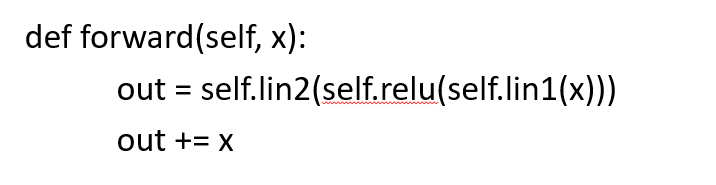 def forward(self, x):
out = self.lin2(self.relu(self.lin1(x)))
out += x